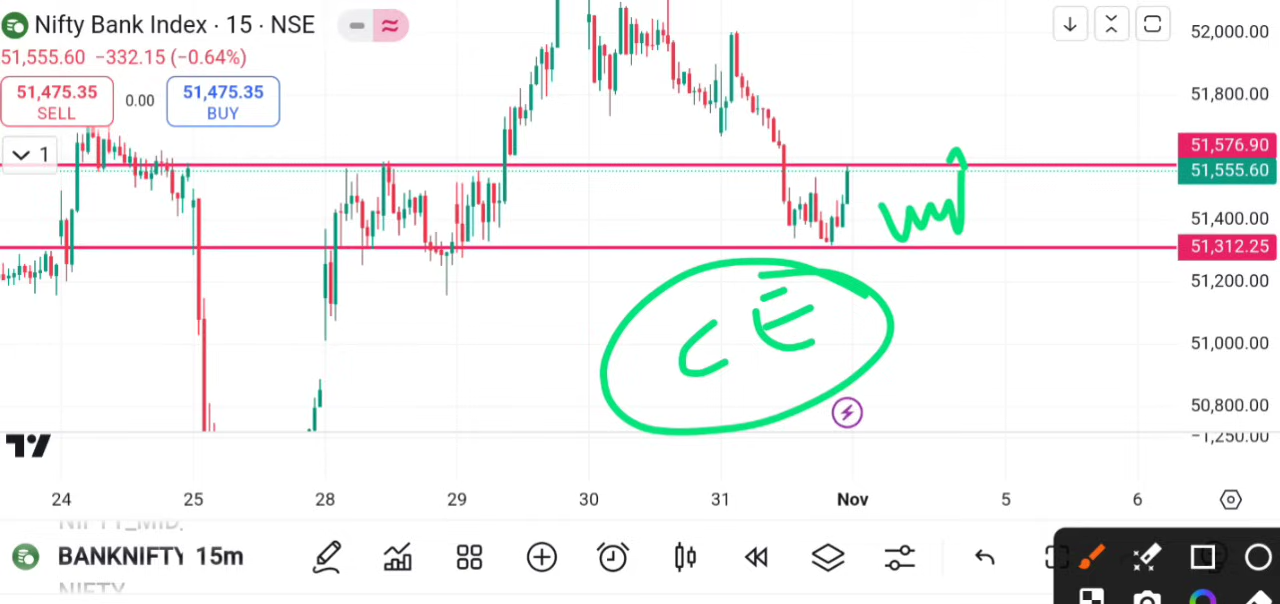 Nifty Bank Index · 15 · NSE
51,555.60 −332.15 (−0.64%)
51,475.35
SELL
0.00
51,475.35
BUY
1
52,000.00
51,800.00
51,576.90
51,555.60
51,400.00
51,312.25
51,200.00
51,000.00
50,800.00
−1,250.00
CE
24 25 28 29 30 31 Nov 5 6
NIFTY_MID_
BANKNIFTY 15m
NIFTY